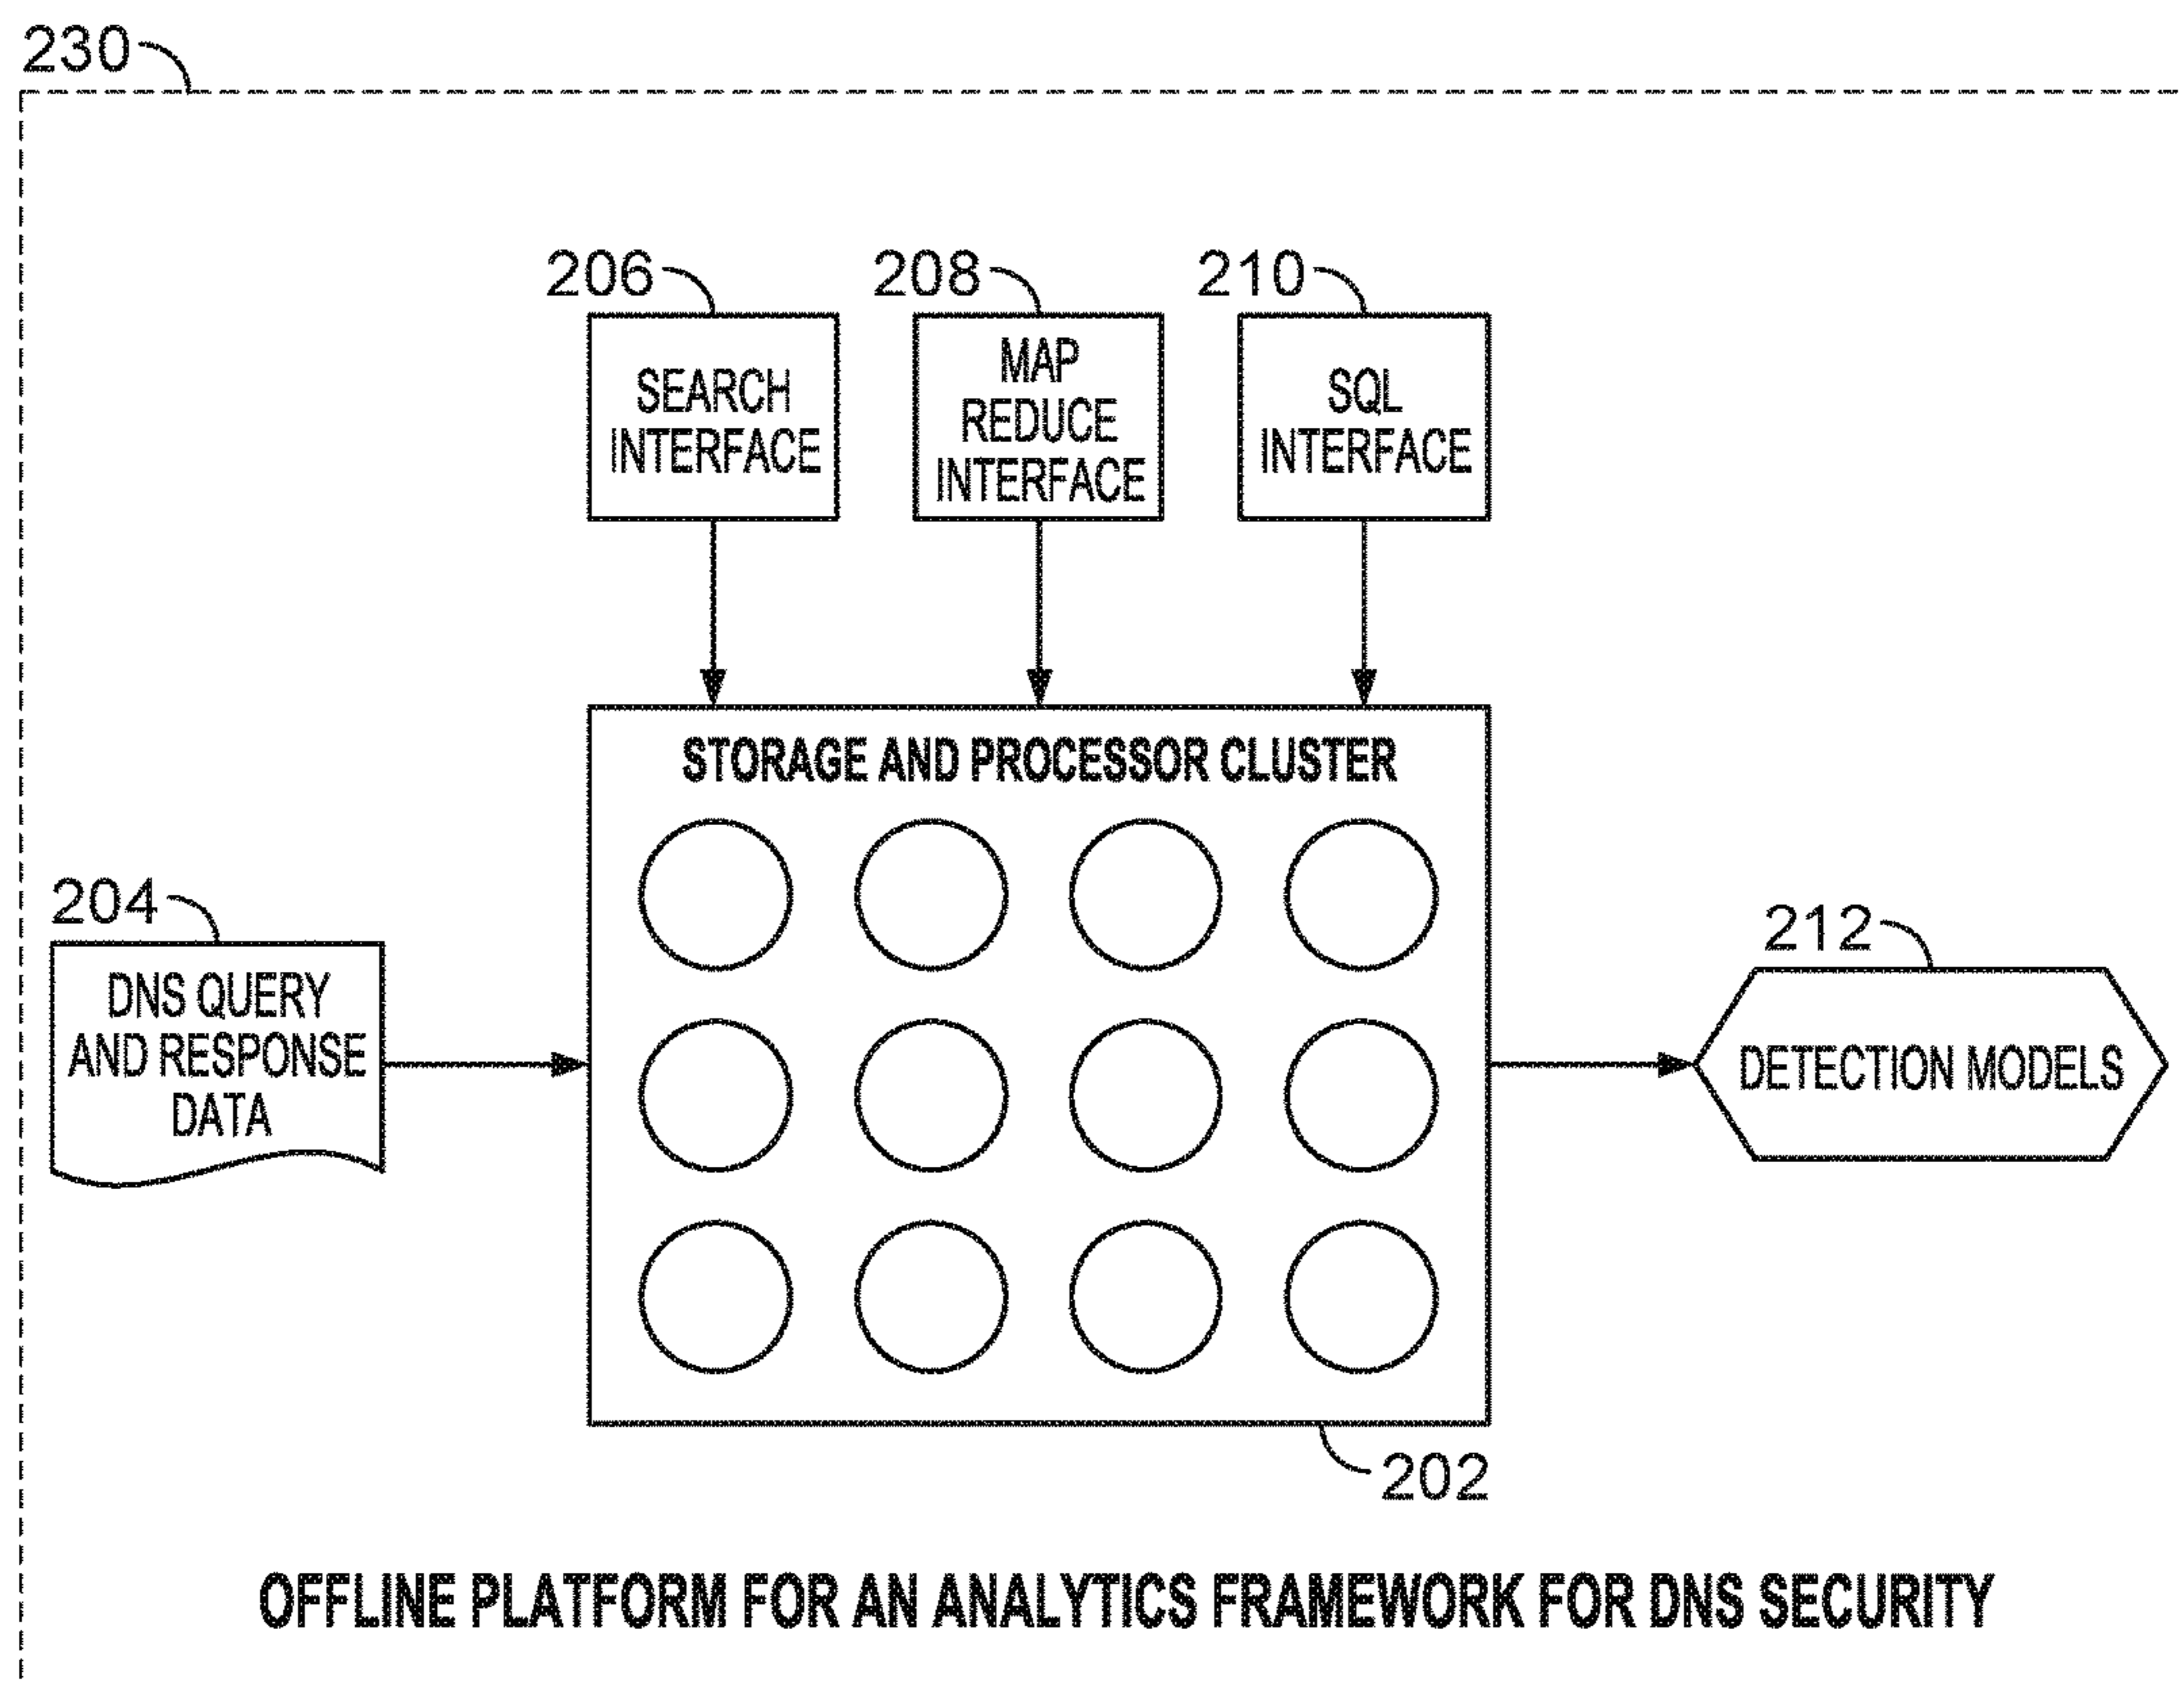 230
206
208
210
SEARCH
INTERFACE
MAP
REDUCE
INTERFACE
SQL
INTERFACE
STORAGE AND PROCESSOR CLUSTER
204
DNS QUERY
AND RESPONSE
DATA
212
DETECTION MODELS
202
OFFLINE PLATFORM FOR AN ANALYTICS FRAMEWORK FOR DNS SECURITY